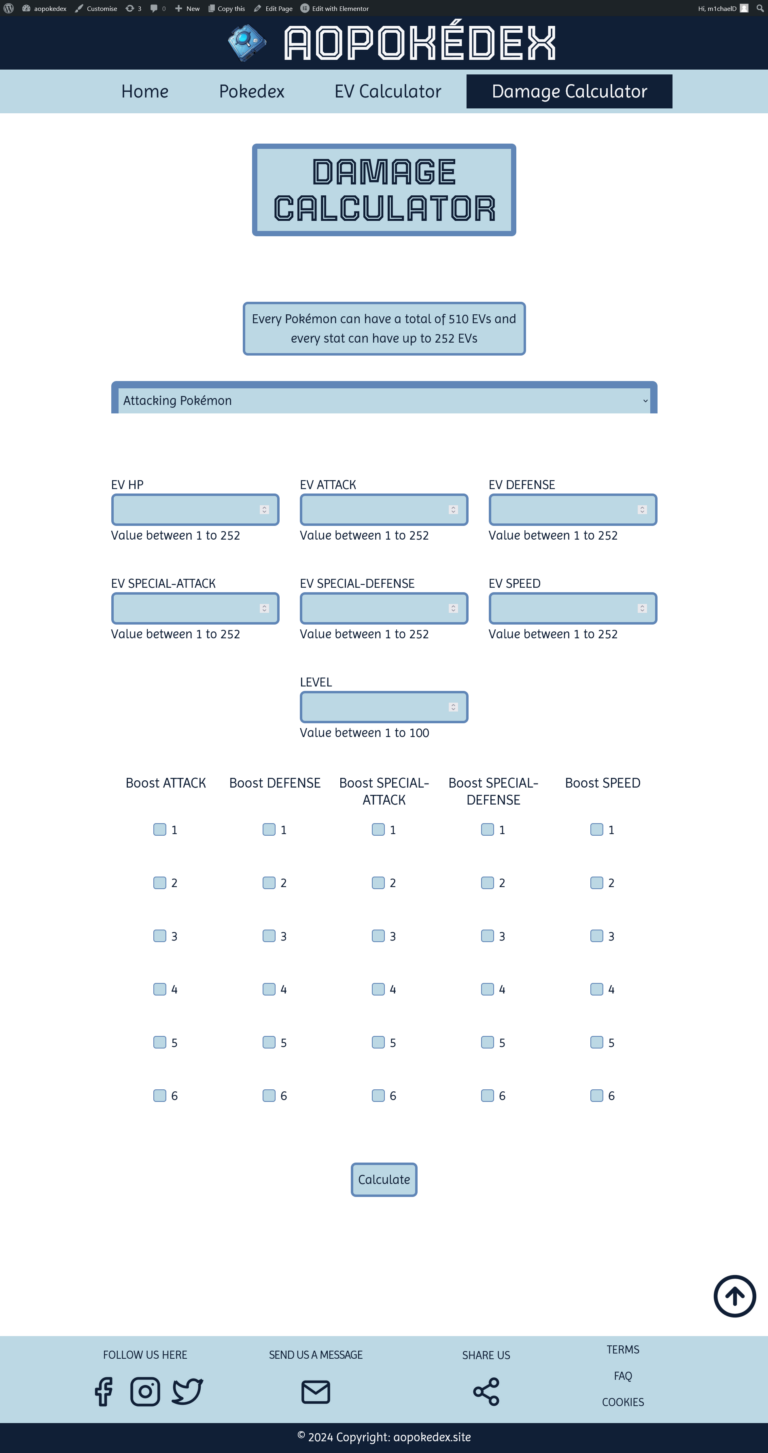 aopokedex Customise 3 0 New Copy this Edit Page Edit with Elementor Hi, m1chaelD
AOPOKÉDEX
Home Pokedex EV Calculator Damage Calculator
DAMAGE
CALCULATOR
Every Pokémon can have a total of 510 EVs and
every stat can have up to 252 EVs
Attacking Pokémon
EV HP EV ATTACK EV DEFENSE
Value between 1 to 252 Value between 1 to 252 Value between 1 to 252
EV SPECIAL-ATTACK EV SPECIAL-DEFENSE EV SPEED
Value between 1 to 252 Value between 1 to 252 Value between 1 to 252
LEVEL
Value between 1 to 100
Boost ATTACK Boost DEFENSE Boost SPECIAL- Boost SPECIAL- Boost SPEED
ATTACK DEFENSE
1 1 1 1 1
2 2 2 2 2
3 3 3 3 3
4 4 4 4 4
5 5 5 5 5
6 6 6 6 6
Calculate
FOLLOW US HERE SEND US A MESSAGE SHARE US TERMS
FAQ
COOKIES
© 2024 Copyright: aopokedex.site